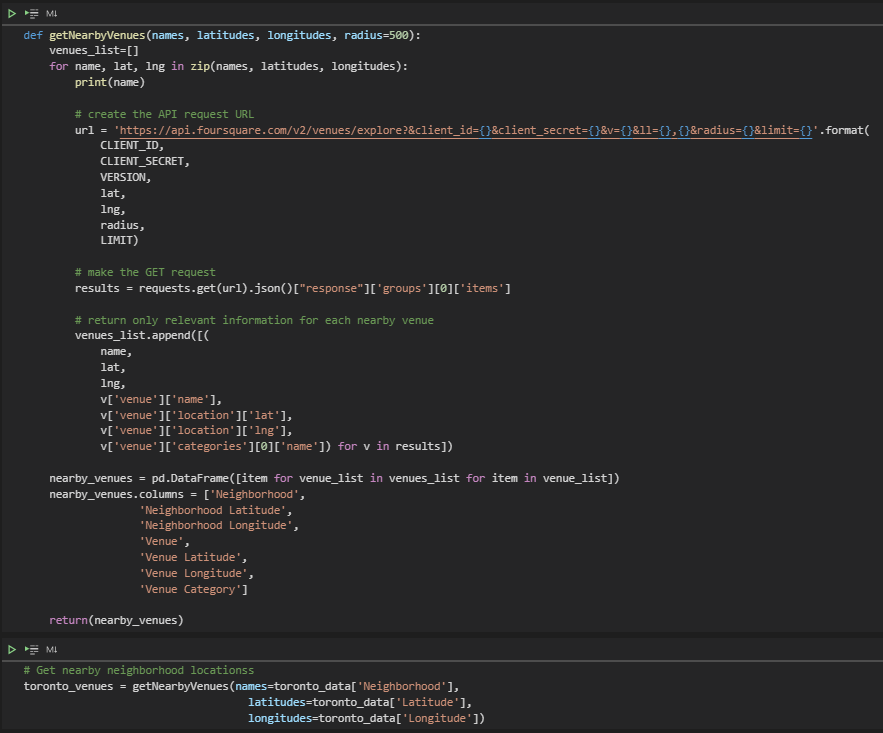 M↓
def getNearbyVenues(names, latitudes, longitudes, radius=500):
    venues_list=[]
    for name, lat, lng in zip(names, latitudes, longitudes):
        print(name)

        # create the API request URL
        url = 'https://api.foursquare.com/v2/venues/explore?&client_id={}&client_secret={}&v={}&ll={},{}&radius={}&limit={}'.format(
            CLIENT_ID,
            CLIENT_SECRET,
            VERSION,
            lat,
            lng,
            radius,
            LIMIT)

        # make the GET request
        results = requests.get(url).json()["response"]['groups'][0]['items']

        # return only relevant information for each nearby venue
        venues_list.append([(
            name,
            lat,
            lng,
            v['venue']['name'],
            v['venue']['location']['lat'],
            v['venue']['location']['lng'],
            v['venue']['categories'][0]['name']) for v in results])

    nearby_venues = pd.DataFrame([item for venue_list in venues_list for item in venue_list])
    nearby_venues.columns = ['Neighborhood',
                  'Neighborhood Latitude',
                  'Neighborhood Longitude',
                  'Venue',
                  'Venue Latitude',
                  'Venue Longitude',
                  'Venue Category']

    return(nearby_venues)
M↓
# Get nearby neighborhood locationss
toronto_venues = getNearbyVenues(names=toronto_data['Neighborhood'],
                                   latitudes=toronto_data['Latitude'],
                                   longitudes=toronto_data['Longitude'])